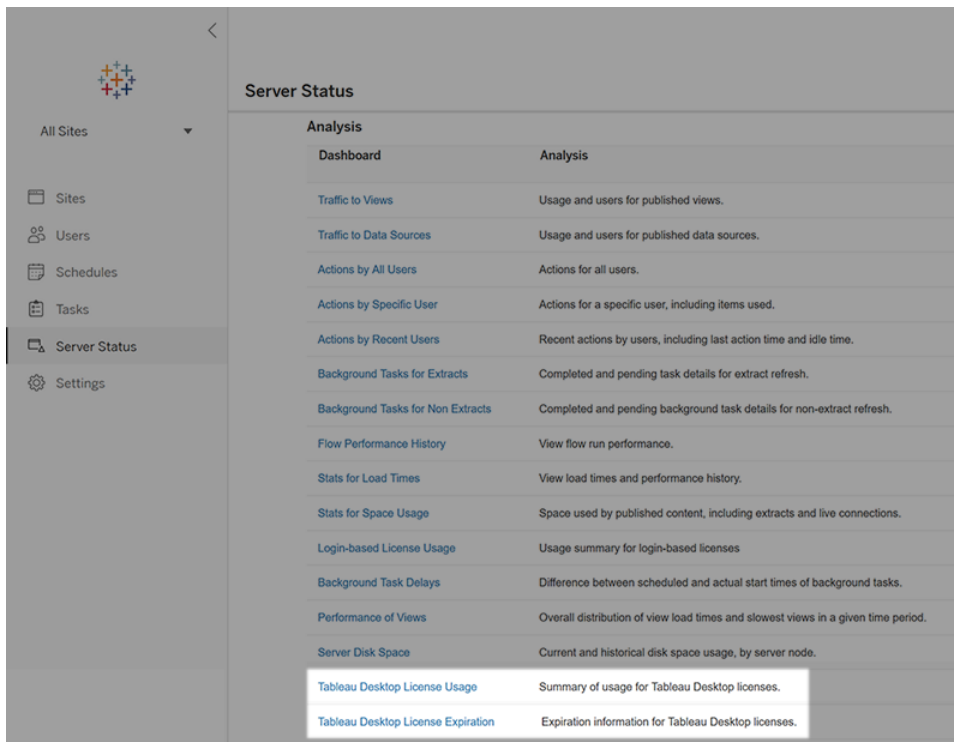 Server Status
All Sites
Analysis
Dashboard Analysis
Sites
Users
Schedules
Tasks
Server Status
Settings
Traffic to Views Usage and users for published views.
Traffic to Data Sources Usage and users for published data sources.
Actions by All Users Actions for all users.
Actions by Specific User Actions for a specific user, including items used.
Actions by Recent Users Recent actions by users, including last action time and idle time.
Background Tasks for Extracts Completed and pending task details for extract refresh.
Background Tasks for Non Extracts Completed and pending background task details for non-extract refresh.
Flow Performance History View flow run performance.
Stats for Load Times View load times and performance history.
Stats for Space Usage Space used by published content, including extracts and live connections.
Login-based License Usage Usage summary for login-based licenses
Background Task Delays Difference between scheduled and actual start times of background tasks.
Performance of Views Overall distribution of view load times and slowest views in a given time period.
Server Disk Space Current and historical disk space usage, by server node.
Tableau Desktop License Usage Summary of usage for Tableau Desktop licenses.
Tableau Desktop License Expiration Expiration information for Tableau Desktop licenses.